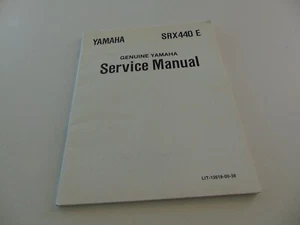 YAMAHA SRX440 E
GENUINE YAMAHA
Service Manual